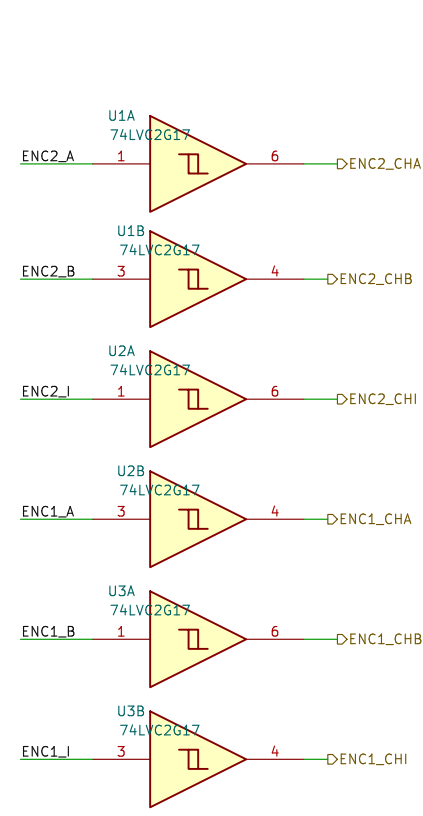 U1A
74LVC2G17
ENC2_A 1 6 ENC2_CHA
U1B
74LVC2G17
ENC2_B 3 4 ENC2_CHB
U2A
74LVC2G17
ENC2_I 1 6 ENC2_CHI
U2B
74LVC2G17
ENC1_A 3 4 ENC1_CHA
U3A
74LVC2G17
ENC1_B 1 6 ENC1_CHB
U3B
74LVC2G17
ENC1_I 3 4 ENC1_CHI